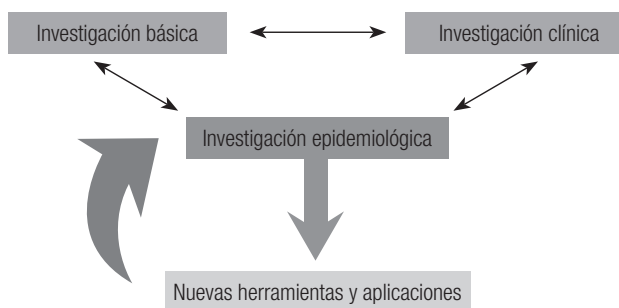 Investigación básica
Investigación clínica
Investigación epidemiológica
Nuevas herramientas y aplicaciones